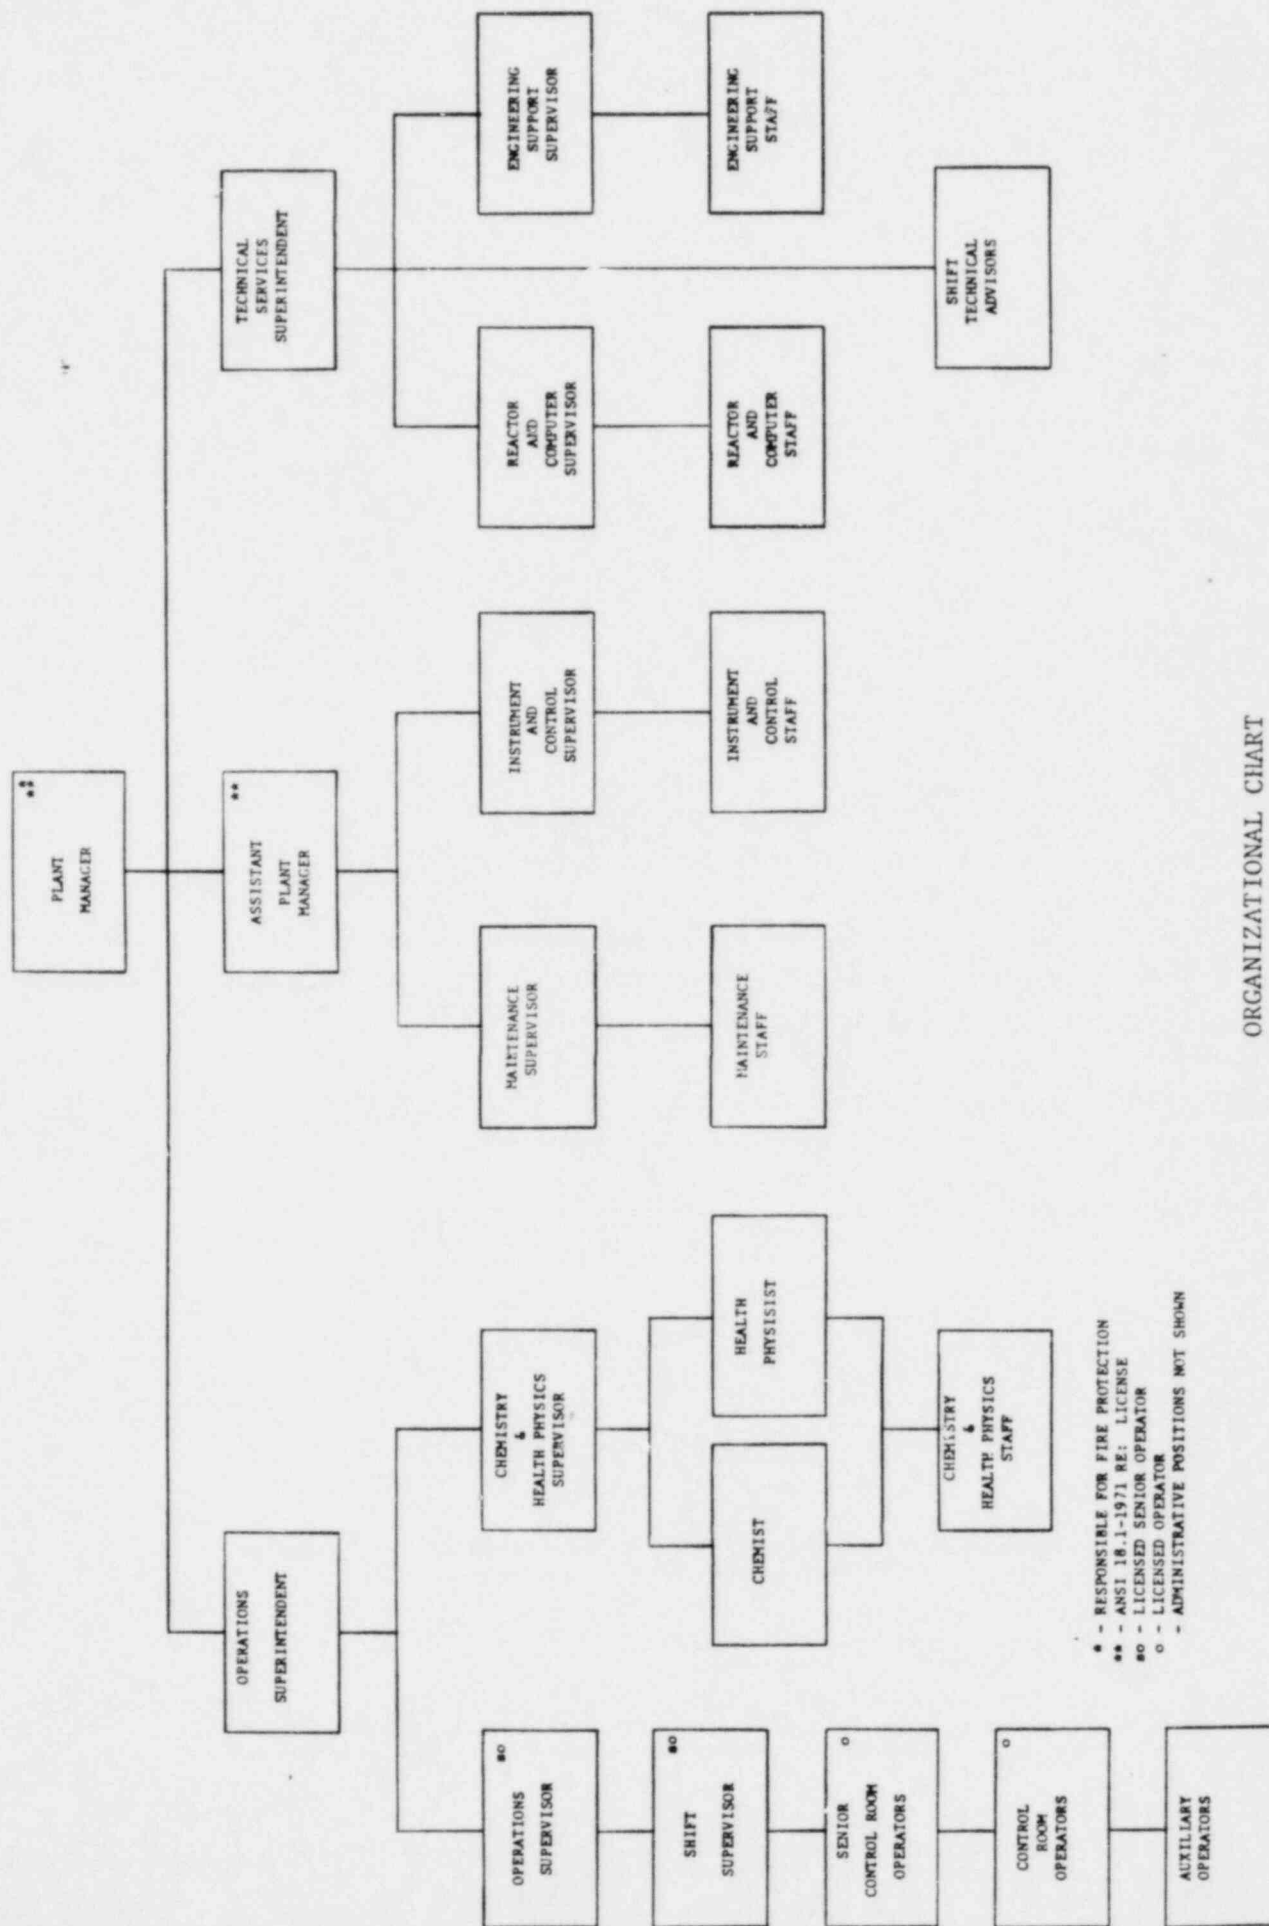 *
**
PLANT
MANAGER
OPERATIONS
SUPERINTENDENT
**
ASSISTANT
PLANT
MANAGER
TECHNICAL
SERVICES
SUPERINTENDENT
so
OPERATIONS
SUPERVISOR
CHEMISTRY
&
HEALTH PHYSICS
SUPERVISOR
MAINTENANCE
SUPERVISOR
INSTRUMENT
AND
CONTROL
SUPERVISOR
REACTOR
AND
COMPUTER
SUPERVISOR
ENGINEERING
SUPPORT
SUPERVISOR
so
SHIFT
SUPERVISOR
CHEMIST
HEALTH
PHYSISIST
MAINTENANCE
STAFF
INSTRUMENT
AND
CONTROL
STAFF
REACTOR
AND
COMPUTER
STAFF
ENGINEERING
SUPPORT
STAFF
o
SENIOR
CONTROL ROOM
OPERATORS
CHEMISTRY
&
HEALTH PHYSICS
STAFF
SHIFT
TECHNICAL
ADVISORS
o
CONTROL
ROOM
OPERATORS
AUXILIARY
OPERATORS
* - RESPONSIBLE FOR FIRE PROTECTION
** - ANSI 18.1-1971 RE: LICENSE
so - LICENSED SENIOR OPERATOR
o - LICENSED OPERATOR
- ADMINISTRATIVE POSITIONS NOT SHOWN
ORGANIZATIONAL CHART